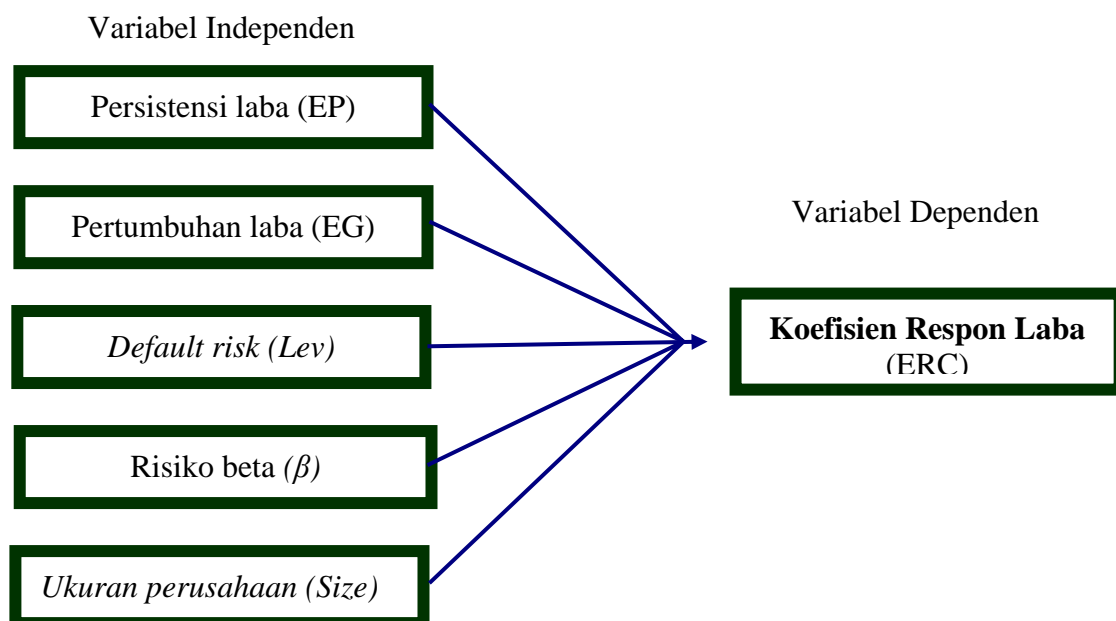 Variabel Independen
Persistensi laba (EP)
Pertumbuhan laba (EG)
Default risk (Lev)
Risiko beta (β)
Ukuran perusahaan (Size)
Variabel Dependen
Koefisien Respon Laba
(ERC)